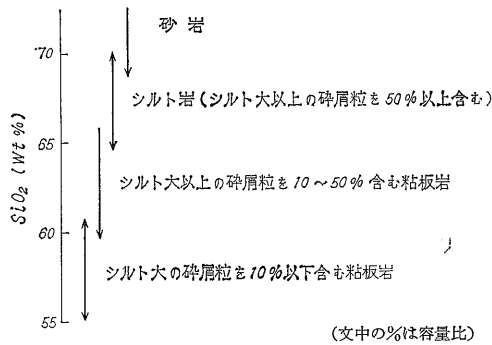 SiO2 (Wt %)
70
65
60
55
砂岩
シルト岩(シルト大以上の砕屑粒を50%以上含む)
シルト大以上の砕屑粒を10~50%含む粘板岩
シルト大の砕屑粒を10%以下含む粘板岩
(文中の%は容量比)